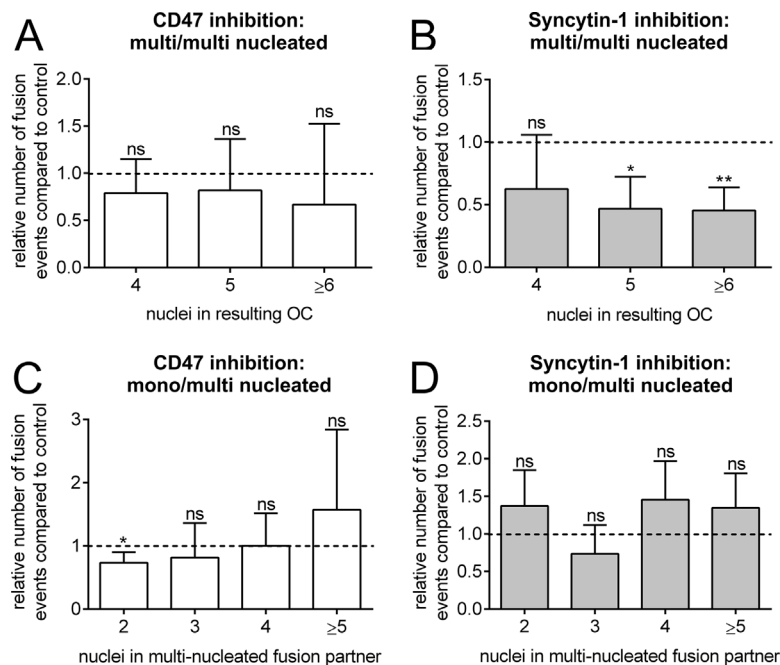 A
CD47 inhibition:
multi/multi nucleated
relative number of fusion
events compared to control
2.0
1.5
1.0
0.5
0.0
ns
ns
ns
4
5
≥6
nuclei in resulting OC
B
Syncytin-1 inhibition:
multi/multi nucleated
relative number of fusion
events compared to control
1.5
1.0
0.5
0.0
ns
*
**
4
5
≥6
nuclei in resulting OC
C
CD47 inhibition:
mono/multi nucleated
relative number of fusion
events compared to control
3
2
1
0
*
ns
ns
ns
2
3
4
≥5
nuclei in multi-nucleated fusion partner
D
Syncytin-1 inhibition:
mono/multi nucleated
relative number of fusion
events compared to control
2.5
2.0
1.5
1.0
0.5
0.0
ns
ns
ns
ns
2
3
4
≥5
nuclei in multi-nucleated fusion partner